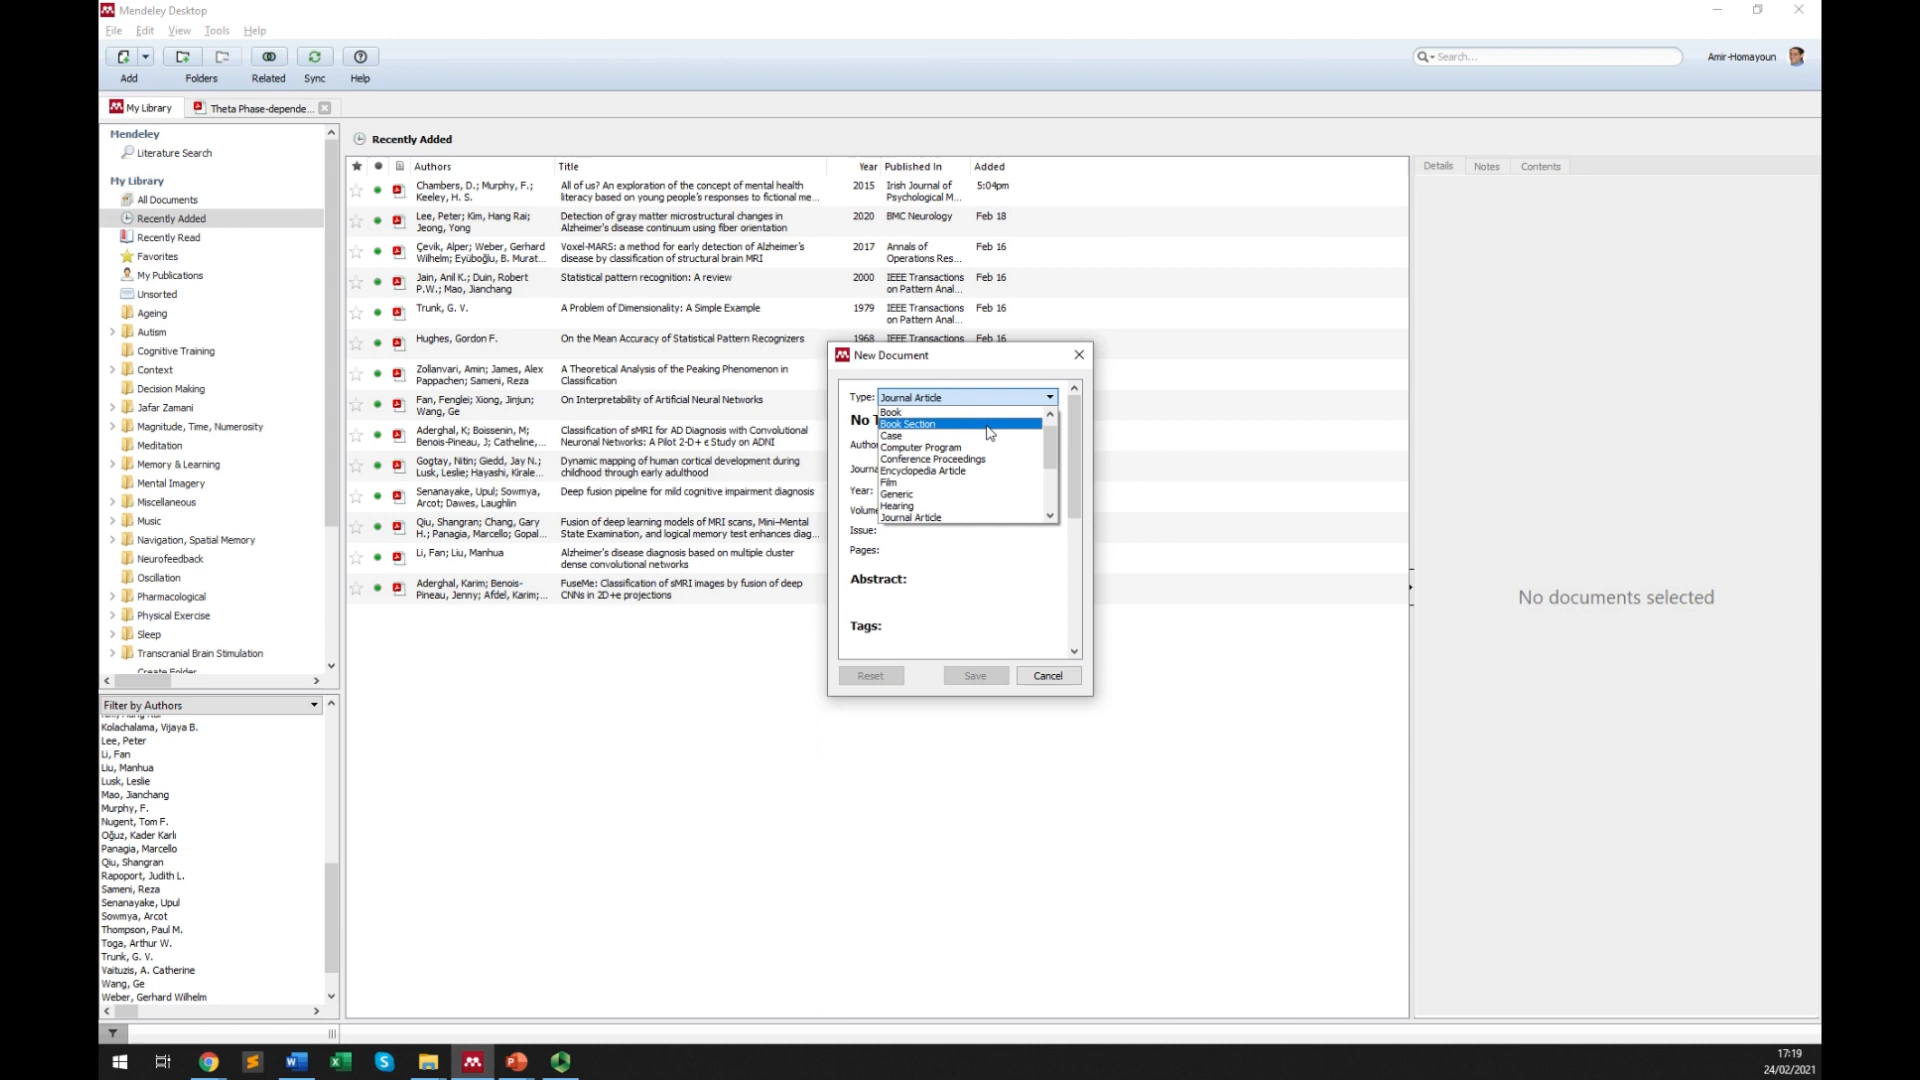 Mendeley Desktop
File Edit View Tools Help
Add Folders Related Sync Help
Search...
Amir-Homayoun
My Library
Theta Phase-depende...
Mendeley
Literature Search
My Library
All Documents
Recently Added
Recently Read
Favorites
My Publications
Unsorted
Ageing
Autism
Cognitive Training
Context
Decision Making
Jafar Zamani
Magnitude, Time, Numerosity
Meditation
Memory & Learning
Mental Imagery
Miscellaneous
Music
Navigation, Spatial Memory
Neurofeedback
Oscillation
Pharmacological
Physical Exercise
Sleep
Transcranial Brain Stimulation
Create Folder
Filter by Authors
Kolachalama, Vijaya B.
Lee, Peter
Li, Fan
Liu, Manhua
Lusk, Leslie
Mao, Jianchang
Murphy, F.
Nugent, Tom F.
Oğuz, Kader Karlı
Panagia, Marcello
Qiu, Shangran
Rapoport, Judith L.
Sameni, Reza
Senanayake, Upul
Sowmya, Arcot
Thompson, Paul M.
Toga, Arthur W.
Trunk, G. V.
Vaituzis, A. Catherine
Wang, Ge
Weber, Gerhard Wilhelm
Recently Added
Authors Title Year Published In Added
Chambers, D.; Murphy, F.; All of us? An exploration of the concept of mental health 2015 Irish Journal of 5:04pm
Keeley, H. S. literacy based on young people's responses to fictional me... Psychological M...
Lee, Peter; Kim, Hang Rai; Detection of gray matter microstructural changes in 2020 BMC Neurology Feb 18
Jeong, Yong Alzheimer's disease continuum using fiber orientation
Çevik, Alper; Weber, Gerhard Voxel-MARS: a method for early detection of Alzheimer's 2017 Annals of Feb 16
Wilhelm; Eyüboğlu, B. Murat... disease by classification of structural brain MRI Operations Res...
Jain, Anil K.; Duin, Robert Statistical pattern recognition: A review 2000 IEEE Transactions Feb 16
P.W.; Mao, Jianchang on Pattern Anal...
Trunk, G. V. A Problem of Dimensionality: A Simple Example 1979 IEEE Transactions Feb 16
on Pattern Anal...
Hughes, Gordon F. On the Mean Accuracy of Statistical Pattern Recognizers 1968 IEEE Transactions Feb 16
Zollanvari, Amin; James, Alex A Theoretical Analysis of the Peaking Phenomenon in
Pappachen; Sameni, Reza Classification
Fan, Fenglei; Xiong, Jinjun; On Interpretability of Artificial Neural Networks
Wang, Ge
Aderghal, K; Boissenin, M; Classification of sMRI for AD Diagnosis with Convolutional
Benois-Pineau, J; Catheline,... Neuronal Networks: A Pilot 2-D+ ϵ Study on ADNI
Gogtay, Nitin; Giedd, Jay N.; Dynamic mapping of human cortical development during
Lusk, Leslie; Hayashi, Kirale... childhood through early adulthood
Senanayake, Upul; Sowmya, Deep fusion pipeline for mild cognitive impairment diagnosis
Arcot; Dawes, Laughlin
Qiu, Shangran; Chang, Gary Fusion of deep learning models of MRI scans, Mini–Mental
H.; Panagia, Marcello; Gopal... State Examination, and logical memory test enhances diag...
Li, Fan; Liu, Manhua Alzheimer's disease diagnosis based on multiple cluster
dense convolutional networks
Aderghal, Karim; Benois- FuseMe: Classification of sMRI images by fusion of deep
Pineau, Jenny; Afdel, Karim;... CNNs in 2D+e projections
New Document
Type: Journal Article
Book
Book Section
Case
Computer Program
Conference Proceedings
Encyclopedia Article
Film
Generic
Hearing
Journal Article
No
Author
Journa
Year:
Volume
Issue:
Pages:
Abstract:
Tags:
Reset Save Cancel
Details Notes Contents
No documents selected
17:19
24/02/2021